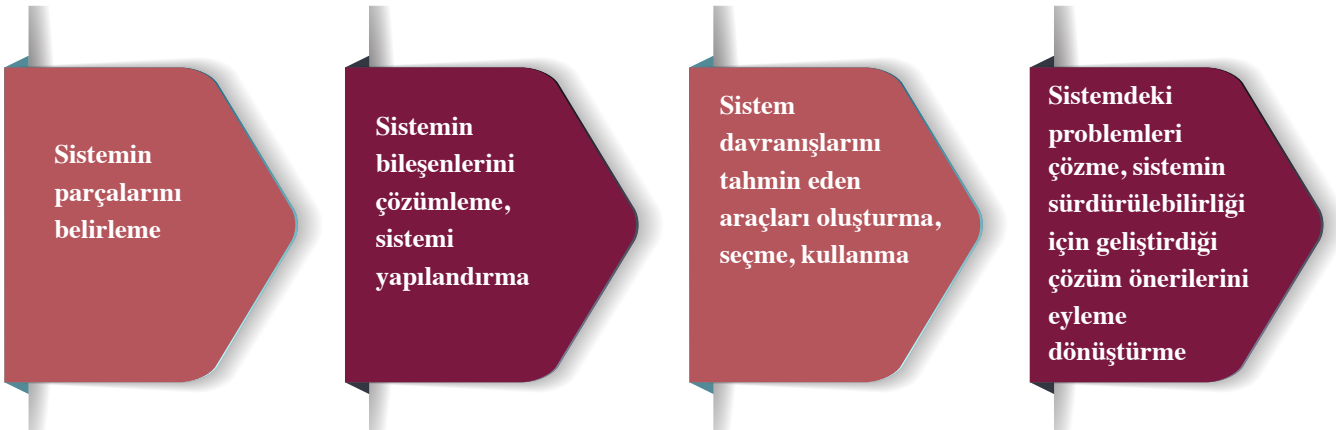 Sistemin
parçalarını
belirleme
Sistemin
bileşenlerini
çözümleme,
sistemi
yapılandırma
Sistem
davranışlarını
tahmin eden
araçları oluşturma,
seçme, kullanma
Sistemdeki
problemleri
çözme, sistemin
sürdürülebilirliği
için geliştirdiği
çözüm önerilerini
eyleme
dönüştürme